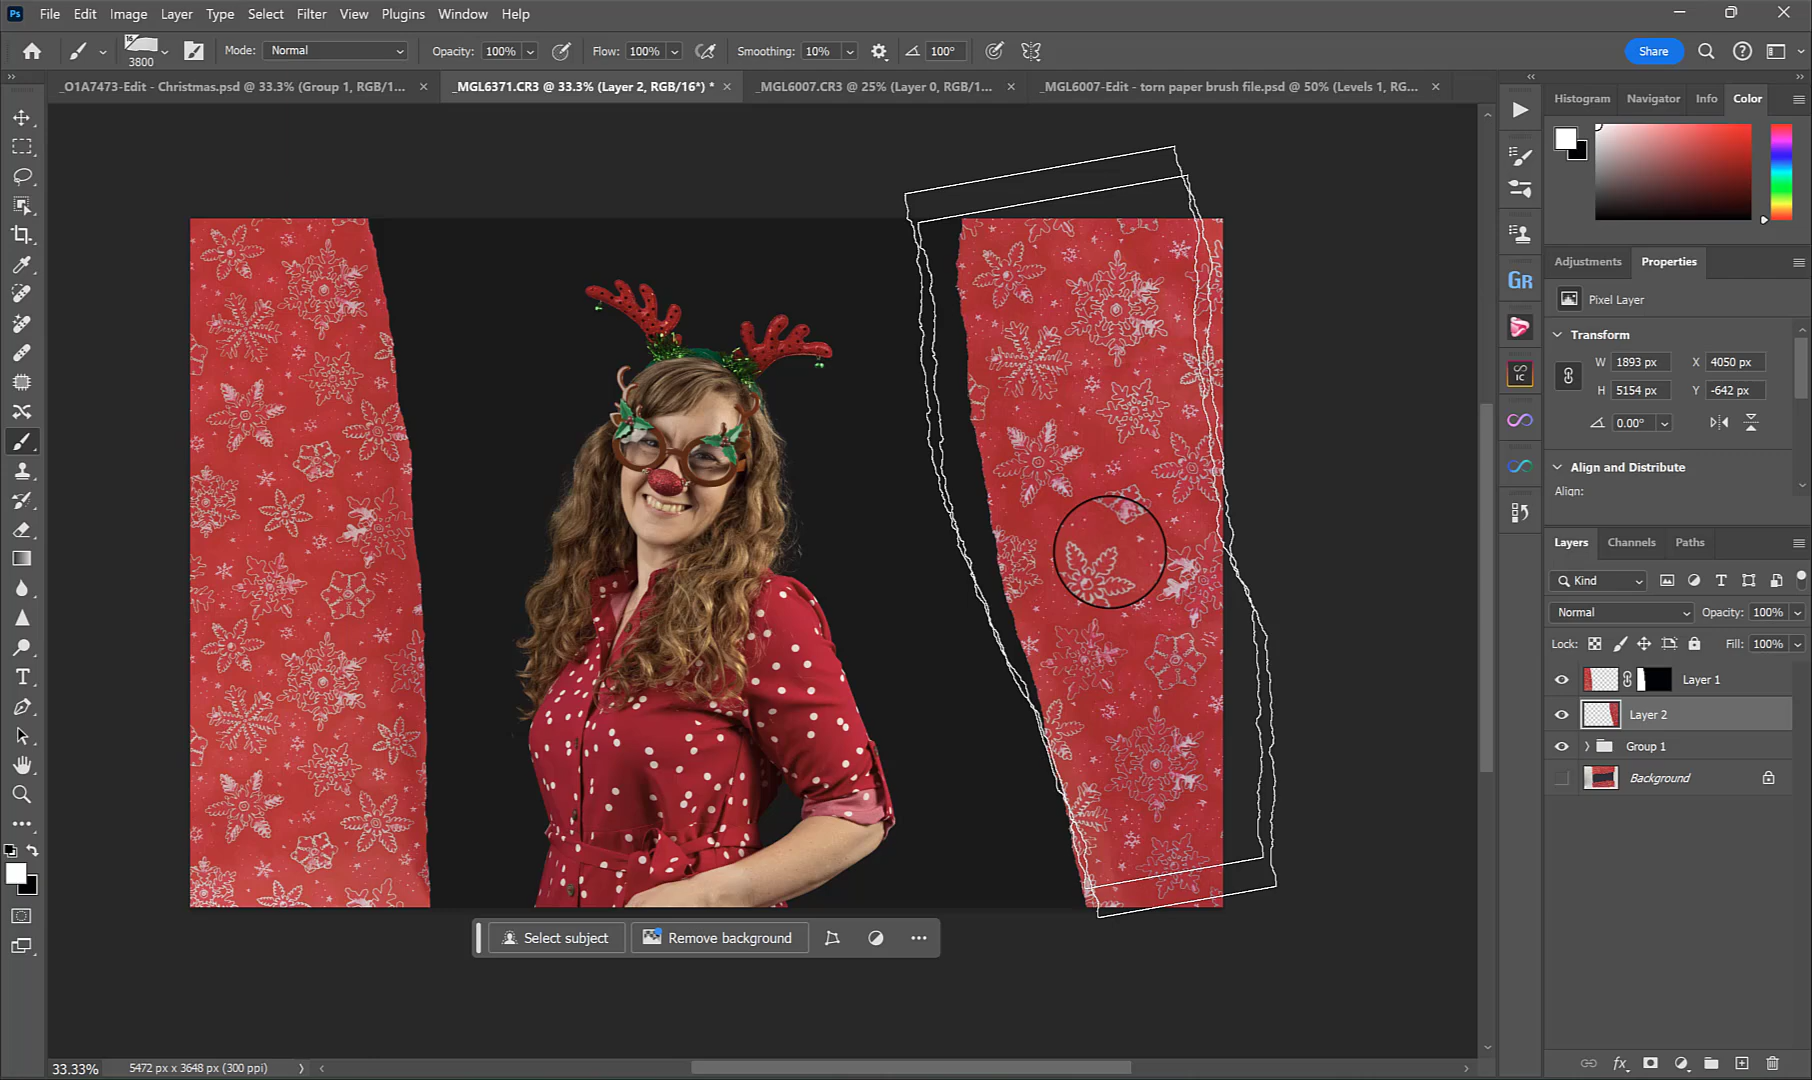 Ps File Edit Image Layer Type Select Filter View Plugins Window Help
16 3800 Mode: Normal Opacity: 100% Flow: 100% Smoothing: 10% 100° Share
_O1A7473-Edit - Christmas.psd @ 33.3% (Group 1, RGB/1... _MGL6371.CR3 @ 33.3% (Layer 2, RGB/16*) * _MGL6007.CR3 @ 25% (Layer 0, RGB/1... _MGL6007-Edit - torn paper brush file.psd @ 50% (Levels 1, RG...
Histogram Navigator Info Color
Gr
IC
Adjustments Properties
Pixel Layer
Transform
W 1893 px X 4050 px
H 5154 px Y -642 px
0.00°
Align and Distribute
Align:
Layers Channels Paths
Kind
Normal Opacity: 100%
Lock: Fill: 100%
Layer 1
Layer 2
Group 1
Background
Select subject Remove background
33.33% 5472 px x 3648 px (300 ppi)
fx